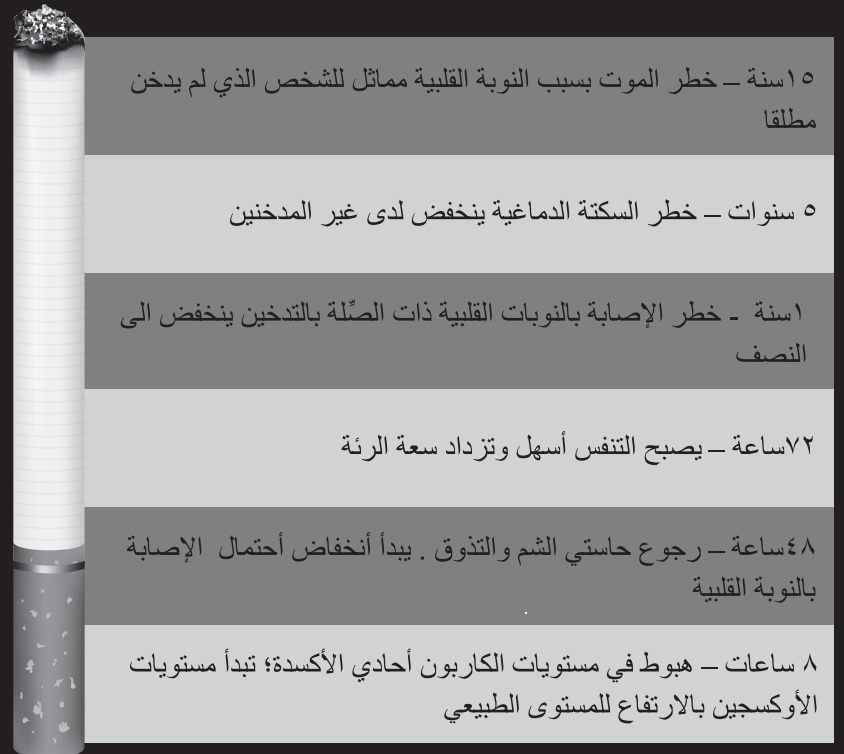 ١٥سنة – خطر الموت بسبب النوبة القلبية مماثل للشخص الذي لم يدخن
مطلقا
٥ سنوات – خطر السكتة الدماغية ينخفض لدى غير المدخنين
١سنة - خطر الإصابة بالنوبات القلبية ذات الصِّلة بالتدخين ينخفض الى
النصف
٧٢ساعة – يصبح التنفس أسهل وتزداد سعة الرئة
٤٨ساعة – رجوع حاستي الشم والتذوق . يبدأ أنخفاض أحتمال الإصابة
بالنوبة القلبية
٨ ساعات – هبوط في مستويات الكاربون أحادي الأكسدة؛ تبدأ مستويات
الأوكسجين بالارتفاع للمستوى الطبيعي